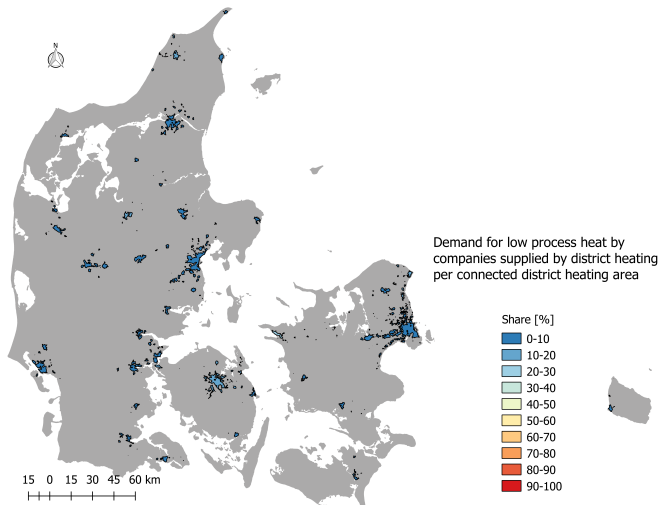 N
Demand for low process heat by
companies supplied by district heating
per connected district heating area
Share [%]
0-10
10-20
20-30
30-40
40-50
50-60
60-70
70-80
80-90
90-100
15 0 15 30 45 60 km